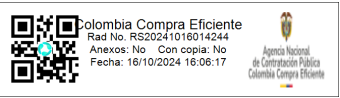 Colombia Compra Eficiente
Rad No. RS20241016014244
Anexos: No Con copia: No
Fecha: 16/10/2024 16:06:17
Agencia Nacional
de Contratación Pública
Colombia Compra Eficiente